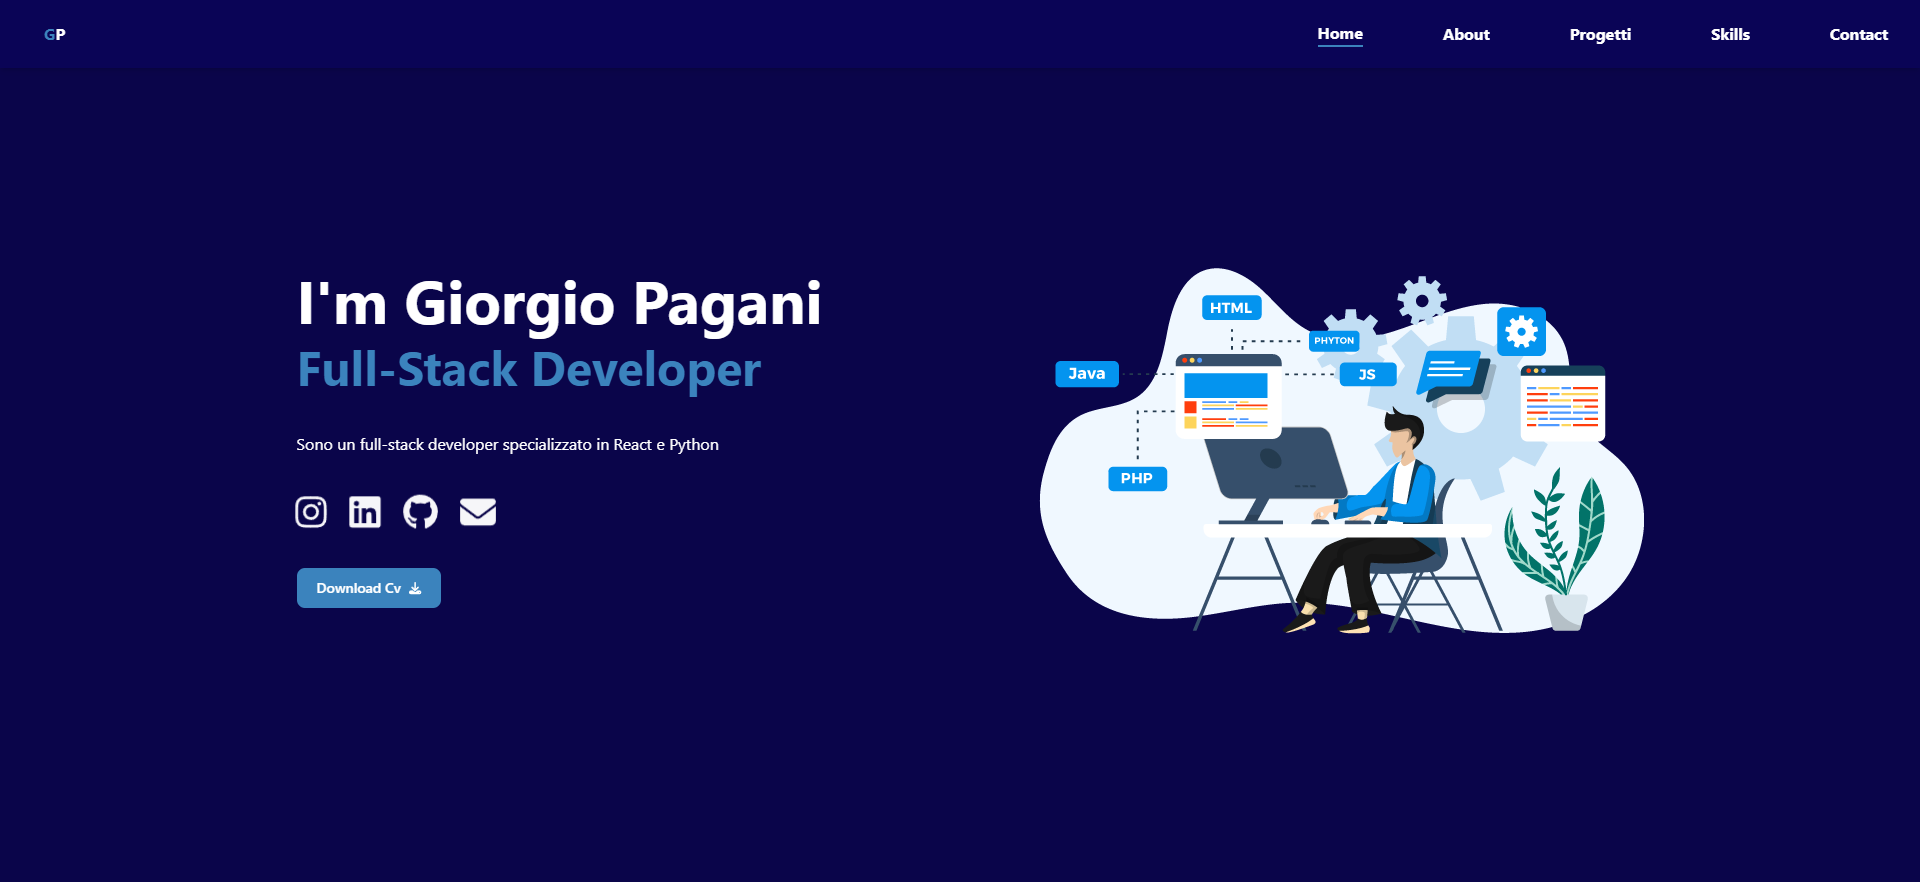 GP
Home
About
Progetti
Skills
Contact
I'm Giorgio Pagani
Full-Stack Developer
Sono un full-stack developer specializzato in React e Python
in
Download Cv
HTML
PHYTON
Java
JS
PHP